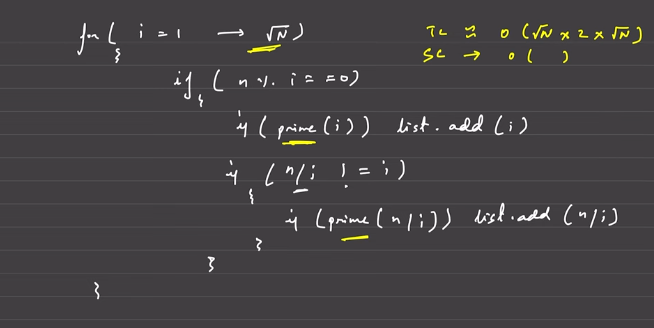 for ( i = 1 → √N )
TC ≈ O ( √N x 2 x √N )
{
SC → O (   )
if ( n % i == 0 )
{
if ( prime ( i ) ) list . add ( i )
if ( n/i != i )
{
if ( prime ( n / i ) ) list . add ( n / i )
}
}
}